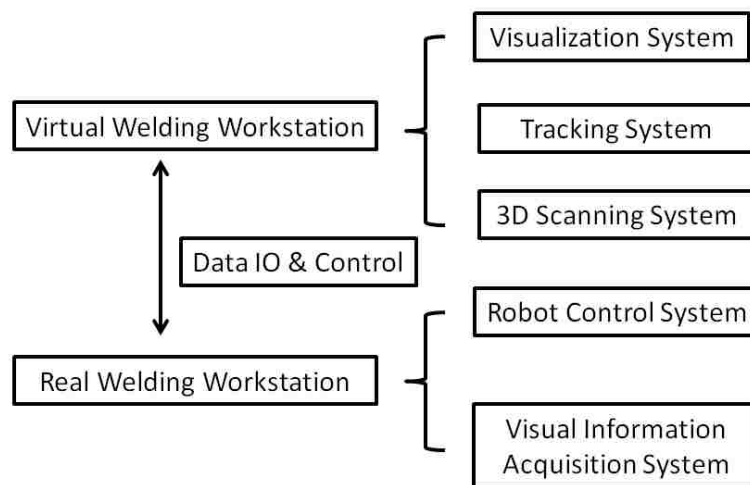 Visualization System
Virtual Welding Workstation
Tracking System
3D Scanning System
Data IO & Control
Robot Control System
Real Welding Workstation
Visual Information
Acquisition System